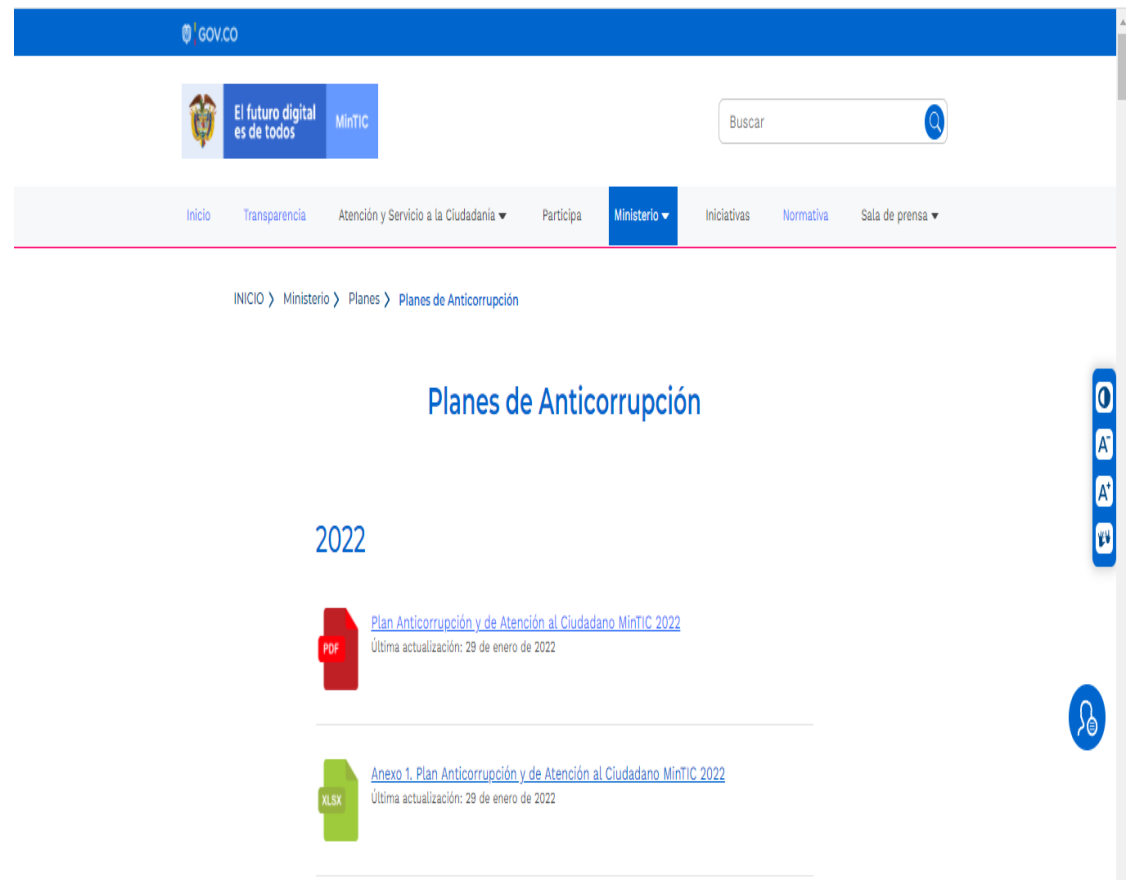 GOV.CO
El futuro digital
es de todos
MinTIC
Buscar
Inicio Transparencia Atención y Servicio a la Ciudadanía Participa Ministerio Iniciativas Normativa Sala de prensa
INICIO Ministerio Planes Planes de Anticorrupción
Planes de Anticorrupción
A-
A+
2022
PDF
Plan Anticorrupción y de Atención al Ciudadano MinTIC 2022
Última actualización: 29 de enero de 2022
XLSX
Anexo 1. Plan Anticorrupción y de Atención al Ciudadano MinTIC 2022
Última actualización: 29 de enero de 2022